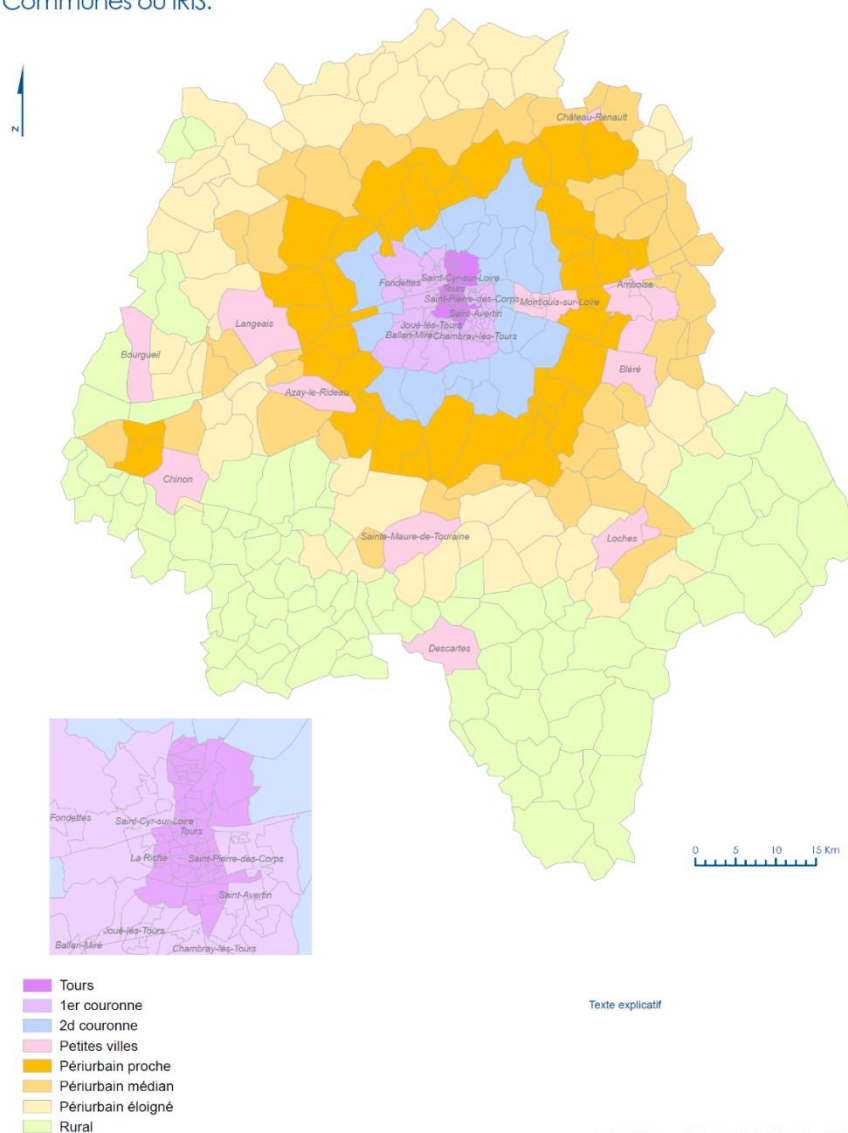 Communes ou IRIS.
N
Château-Renault
Saint-Cyr-sur-Loire
Fondettes
Tours
Saint-Pierre-des-Corps
Montlouis-sur-Loire
Amboise
Saint-Avertin
Langeais
Joué-lés-Tours
Ballan-Miré
Chambray-lés-Tours
Bourgueil
Bléré
Azay-le-Rideau
Chinon
Sainte-Maure-de-Touraine
Loches
Descartes
Fondettes
Saint-Cyr-sur-Loire
Tours
La Riche
Saint-Pierre-des-Corps
Saint-Avertin
Joué-lés-Tours
Ballan-Miré
Chambray-lés-Tours
0 5 10 15 Km
Tours
1er couronne
2d couronne
Petites villes
Périurbain proche
Périurbain médian
Périurbain éloigné
Rural
Texte explicatif